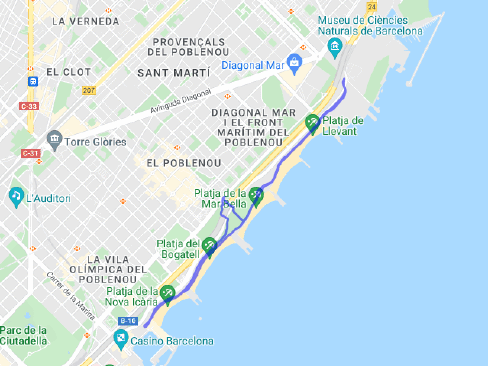 LA VERNEDA
24
Museu de Ciències
Naturals de Barcelona
PROVENÇALS
DEL POBLENOU
EL CLOT
SANT MARTÍ
Diagonal Mar
207
C-33
Avinguda Diagonal
DIAGONAL MAR
I EL FRONT
MARÍTIM DEL
POBLENOU
Platja de
Llevant
Torre Glòries
C-31
EL POBLENOU
L'Auditori
Platja de la
Mar Bella
Platja del
Bogatell
LA VILA
OLÍMPICA DEL
POBLENOU
Carrer de la Marina
Platja de la
Nova Icària
B-10
Parc de la
Ciutadella
Casino Barcelona